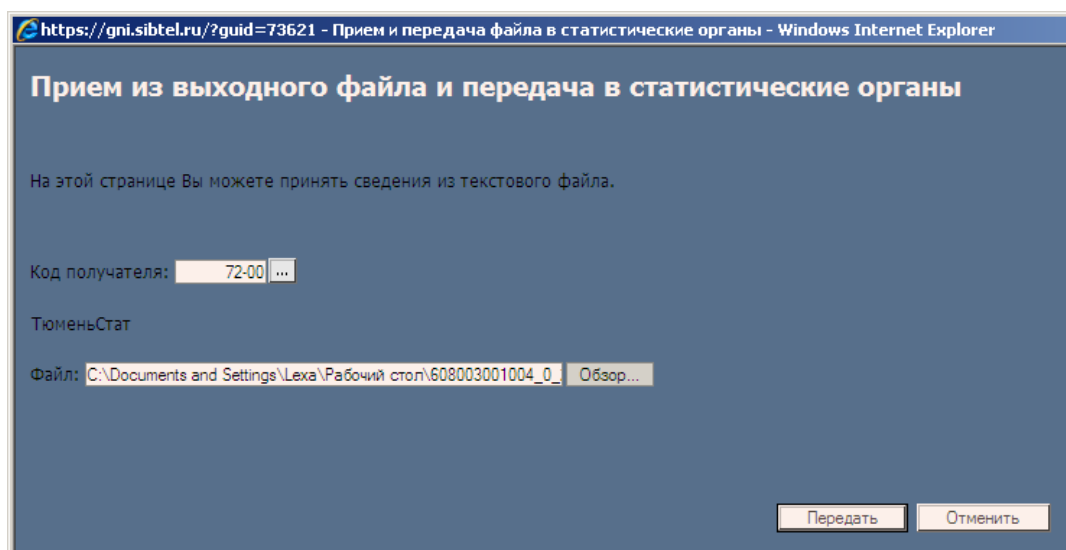 https://gni.sibtel.ru/?guid=73621 - Прием и передача файла в статистические органы - Windows Internet Explorer
Прием из выходного файла и передача в статистические органы
На этой странице Вы можете принять сведения из текстового файла.
Код получателя: 72-00 ...
ТюменьСтат
Файл: C:\Documents and Settings\Lexa\Рабочий стол\608003001004_0_ Обзор...
Передать Отменить